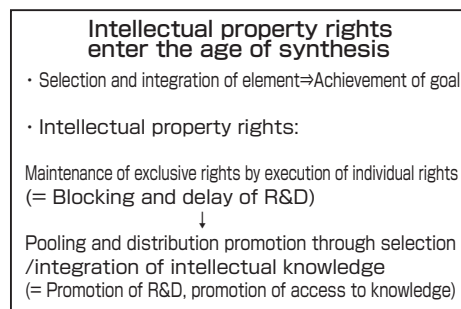 Intellectual property rights
enter the age of synthesis
・Selection and integration of element⇒Achievement of goal
・Intellectual property rights:
Maintenance of exclusive rights by execution of individual rights
(= Blocking and delay of R&D)
↓
Pooling and distribution promotion through selection
/integration of intellectual knowledge
(= Promotion of R&D, promotion of access to knowledge)